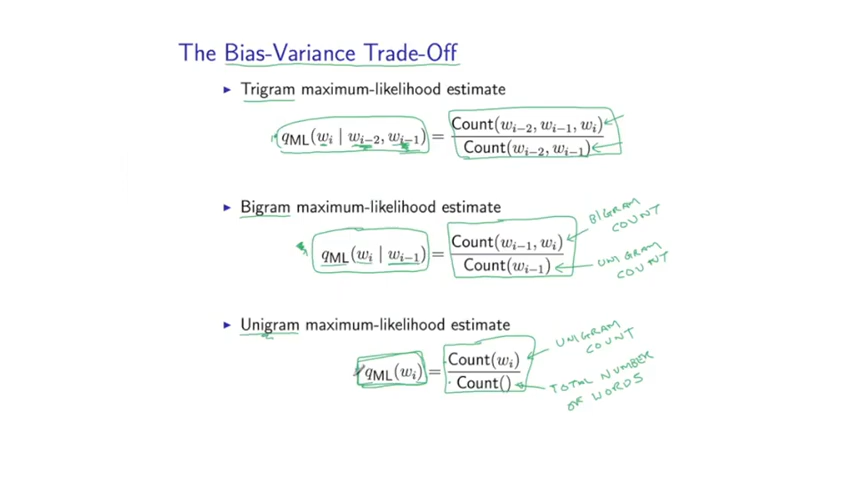 The Bias-Variance Trade-Off
▶ Trigram maximum-likelihood estimate
qML(wi | wi−2, wi−1) = Count(wi−2, wi−1, wi)
Count(wi−2, wi−1)
▶ Bigram maximum-likelihood estimate
BIGRAM
COUNT
qML(wi | wi−1) = Count(wi−1, wi)
Count(wi−1)
UNIGRAM
COUNT
▶ Unigram maximum-likelihood estimate
UNIGRAM
COUNT
qML(wi) = Count(wi)
Count()
TOTAL NUMBER
OF WORDS